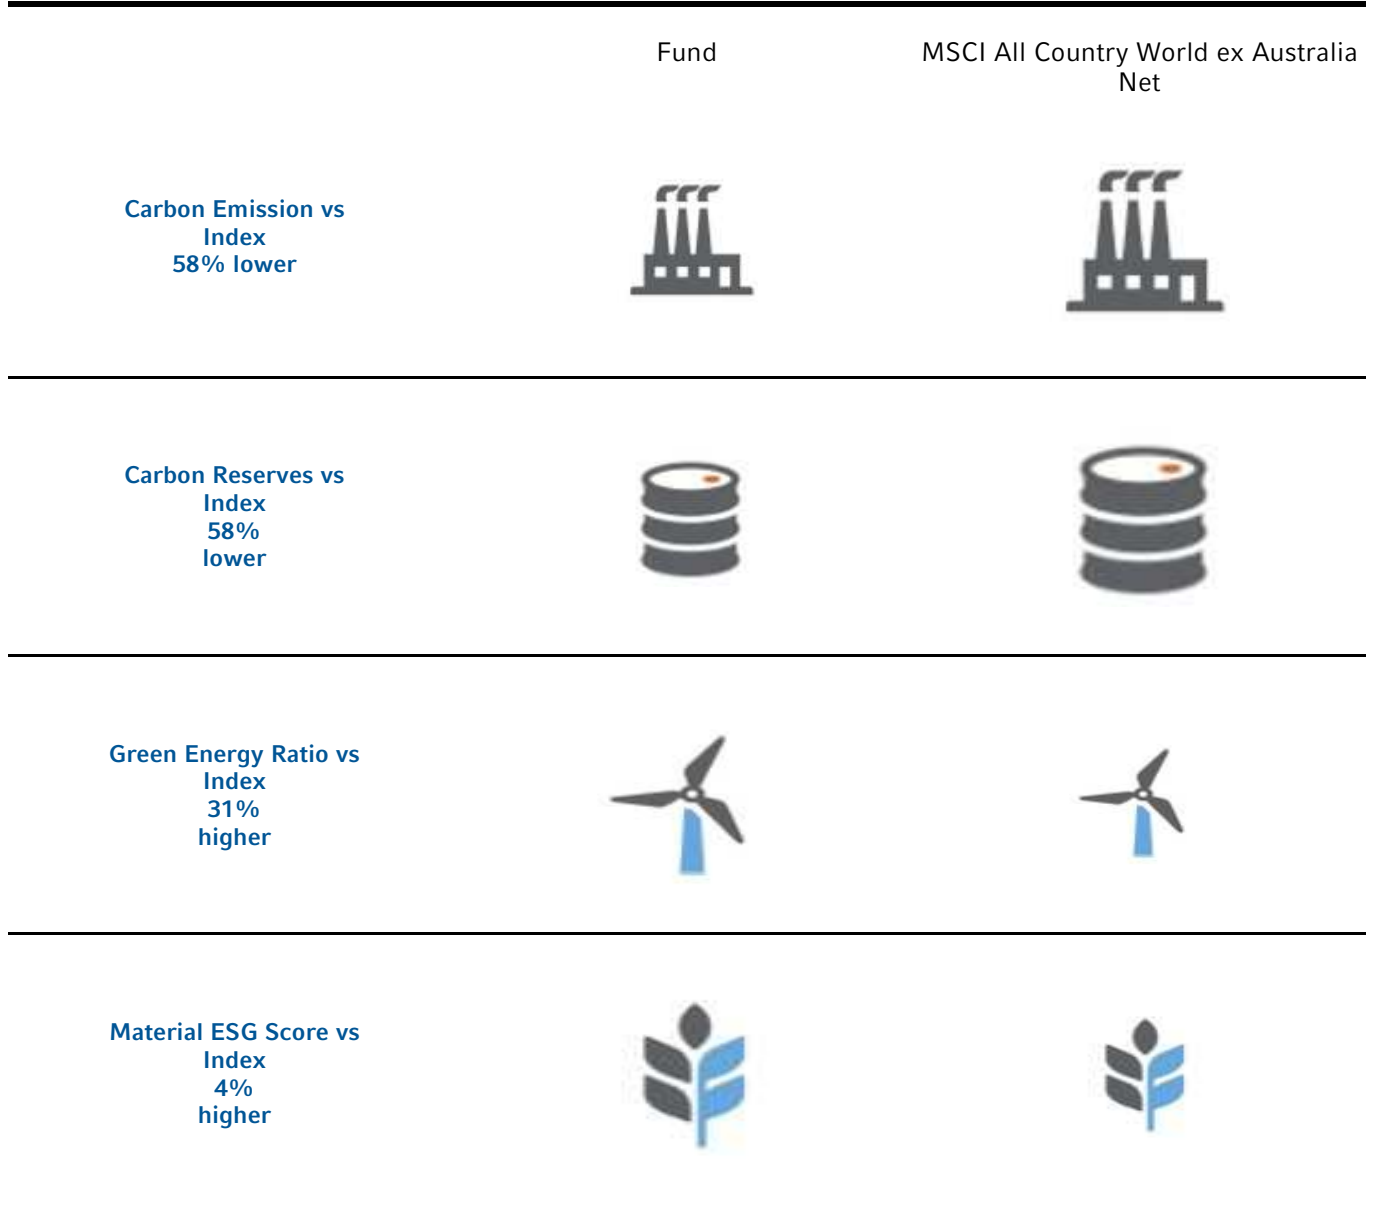 Fund
MSCI All Country World ex Australia
Net
Carbon Emission vs
Index
58% lower
Carbon Reserves vs
Index
58%
lower
Green Energy Ratio vs
Index
31%
higher
Material ESG Score vs
Index
4%
higher